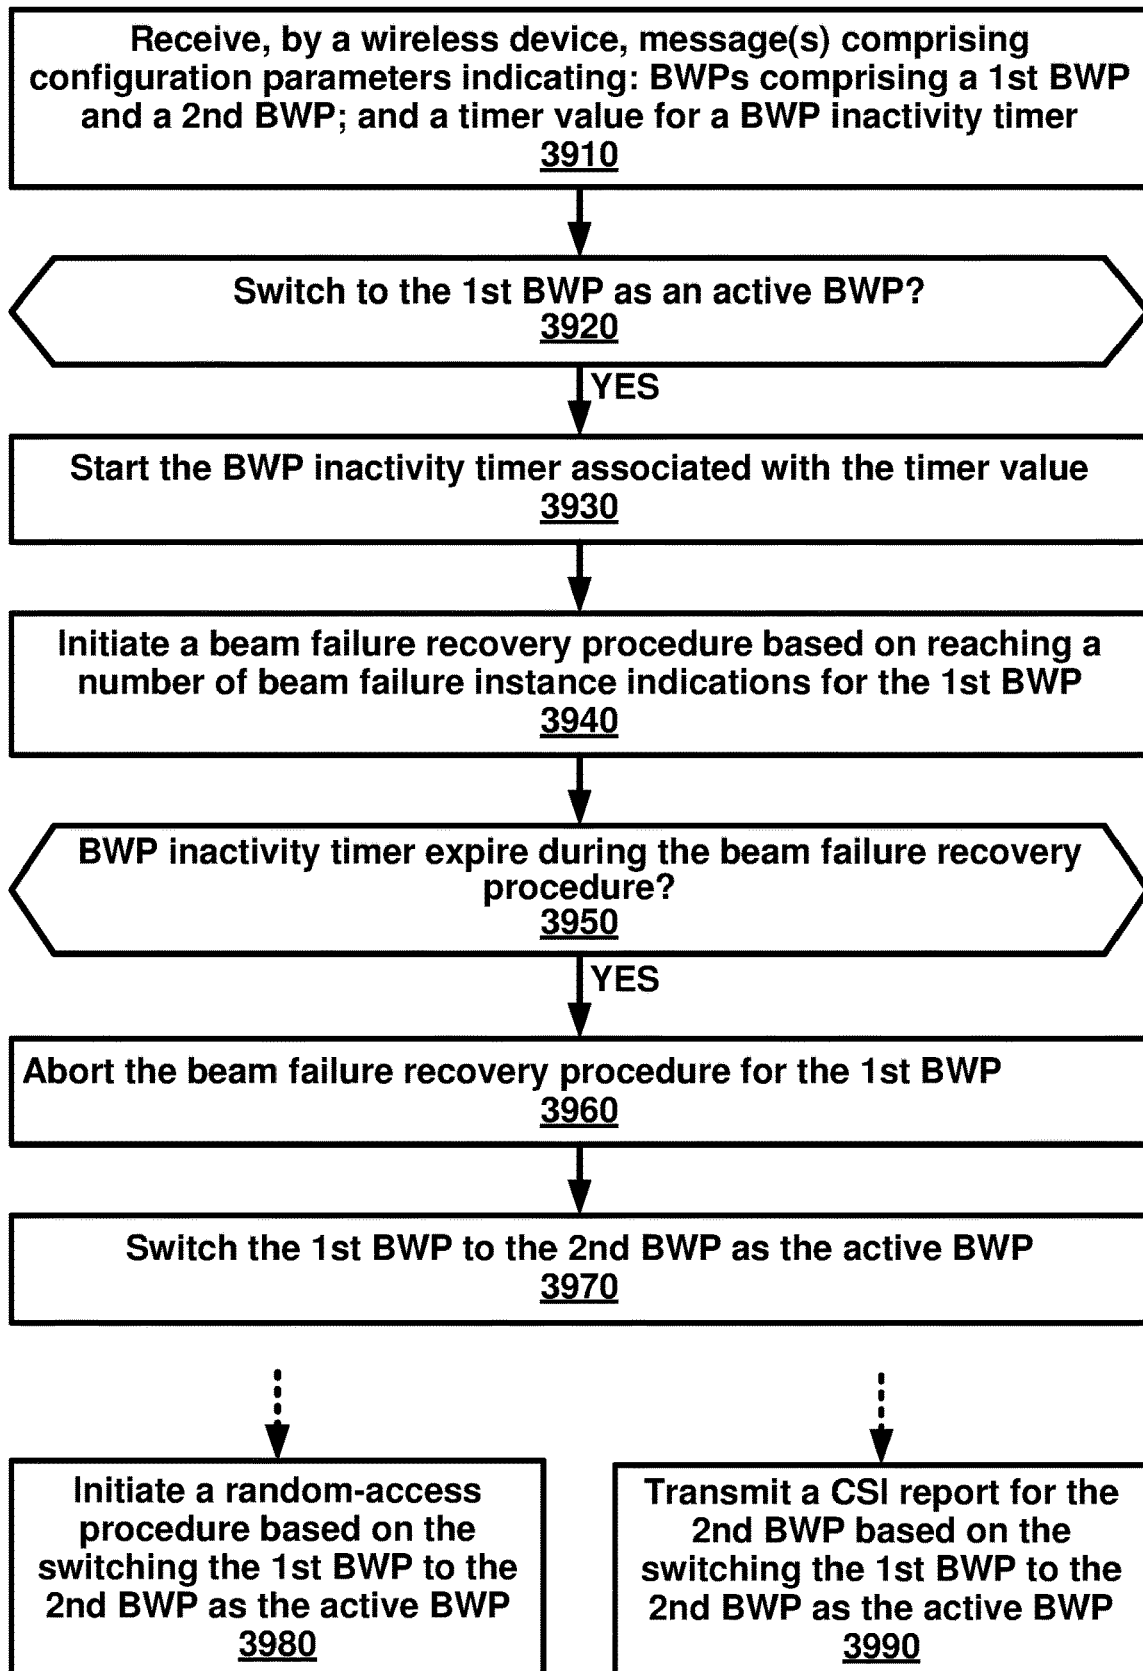 Receive, by a wireless device, message(s) comprising
configuration parameters indicating: BWPs comprising a 1st BWP
and a 2nd BWP; and a timer value for a BWP inactivity timer
3910
Switch to the 1st BWP as an active BWP?
3920
YES
Start the BWP inactivity timer associated with the timer value
3930
Initiate a beam failure recovery procedure based on reaching a
number of beam failure instance indications for the 1st BWP
3940
BWP inactivity timer expire during the beam failure recovery
procedure?
3950
YES
Abort the beam failure recovery procedure for the 1st BWP
3960
Switch the 1st BWP to the 2nd BWP as the active BWP
3970
Initiate a random-access
procedure based on the
switching the 1st BWP to the
2nd BWP as the active BWP
3980
Transmit a CSI report for the
2nd BWP based on the
switching the 1st BWP to the
2nd BWP as the active BWP
3990